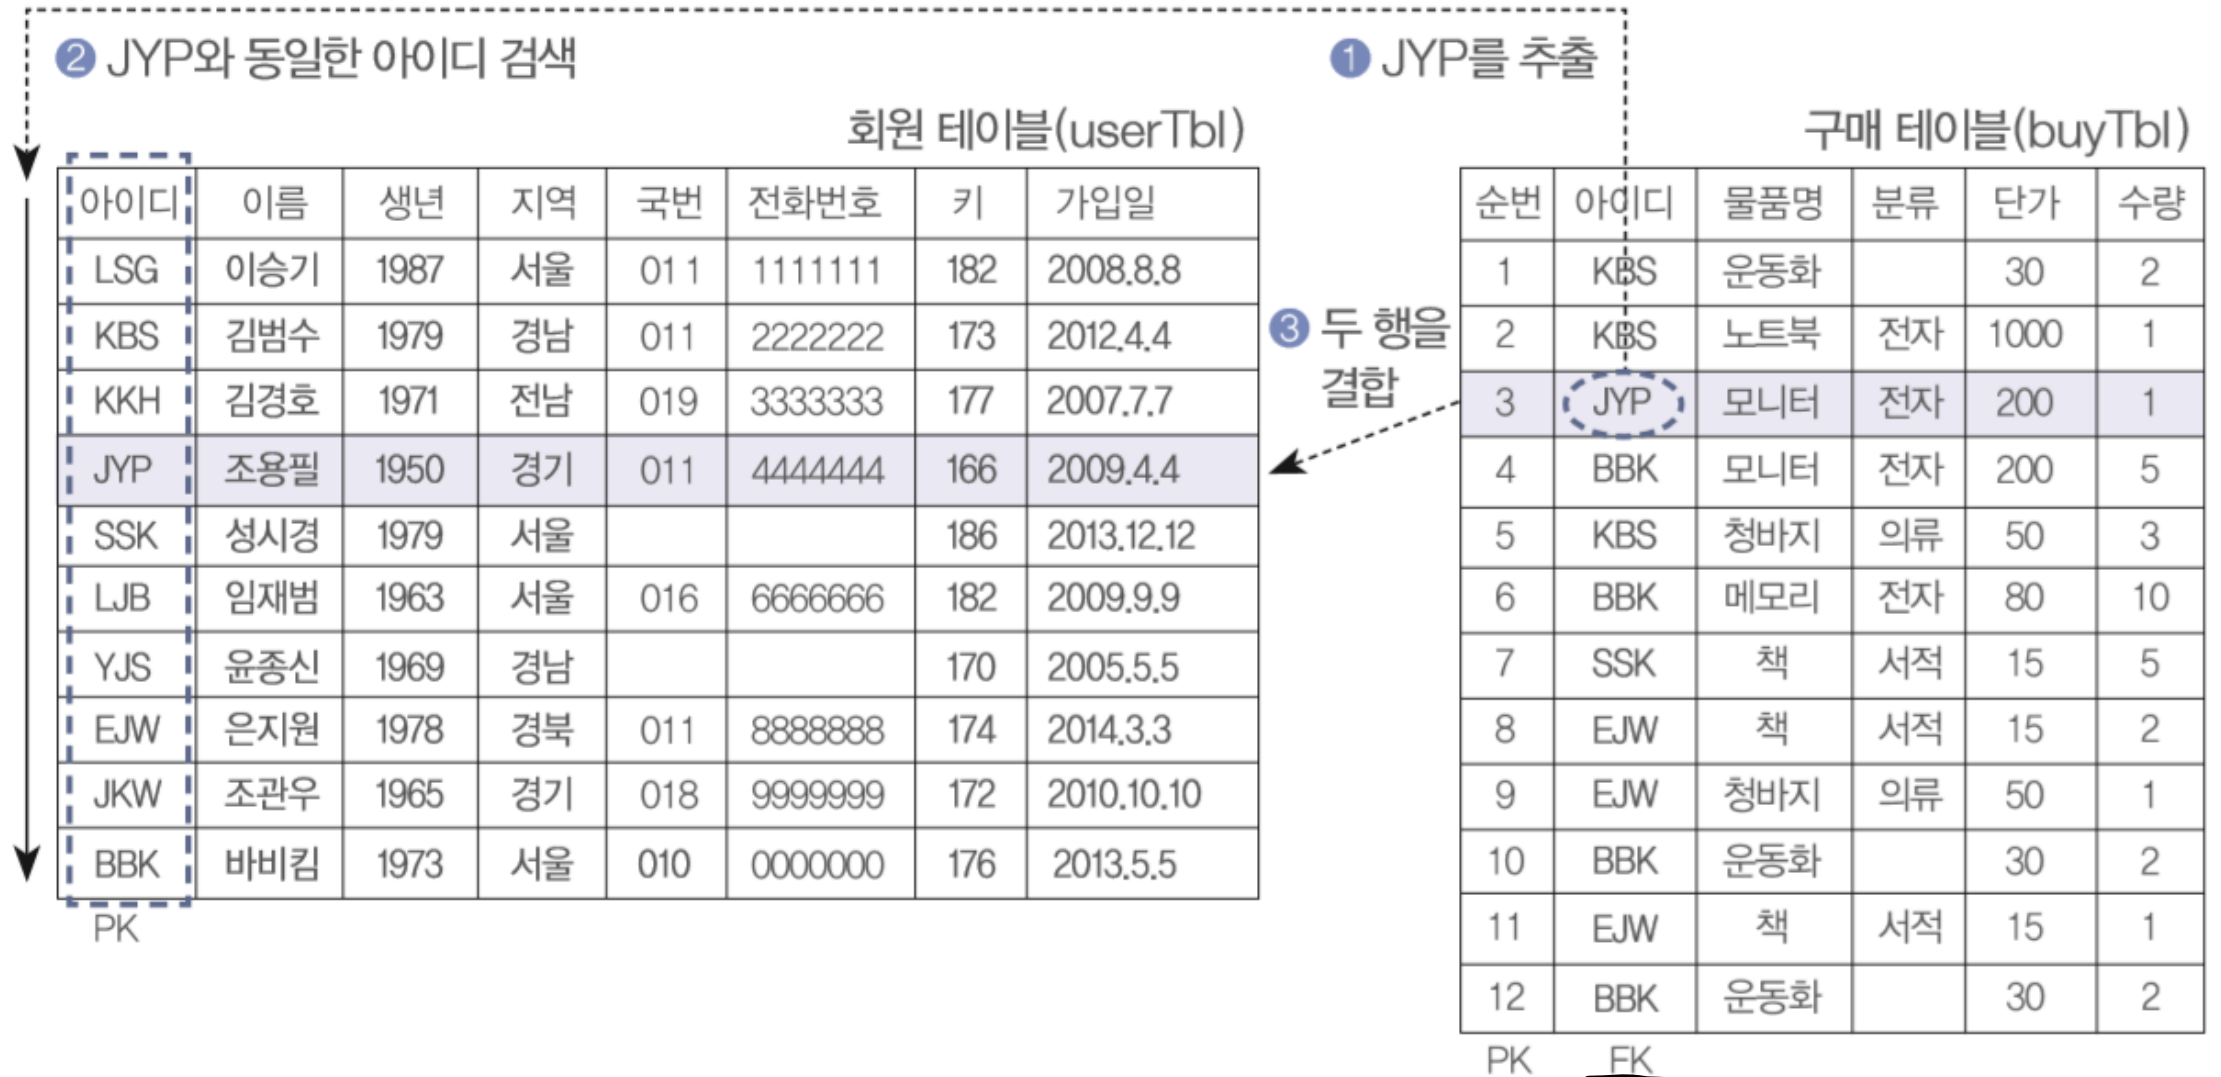 ② JYP와 동일한 아이디 검색
① JYP를 추출
회원 테이블(userTbl)
아이디 이름 생년 지역 국번 전화번호 키 가입일
LSG 이승기 1987 서울 011 1111111 182 2008.8.8
KBS 김범수 1979 경남 011 2222222 173 2012.4.4
KKH 김경호 1971 전남 019 3333333 177 2007.7.7
JYP 조용필 1950 경기 011 4444444 166 2009.4.4
SSK 성시경 1979 서울 186 2013.12.12
LJB 임재범 1963 서울 016 6666666 182 2009.9.9
YJS 윤종신 1969 경남 170 2005.5.5
EJW 은지원 1978 경북 011 8888888 174 2014.3.3
JKW 조관우 1965 경기 018 9999999 172 2010.10.10
BBK 바비킴 1973 서울 010 0000000 176 2013.5.5
PK
③ 두 행을
결합
구매 테이블(buyTbl)
순번 아이디 물품명 분류 단가 수량
1 KBS 운동화 30 2
2 KBS 노트북 전자 1000 1
3 JYP 모니터 전자 200 1
4 BBK 모니터 전자 200 5
5 KBS 청바지 의류 50 3
6 BBK 메모리 전자 80 10
7 SSK 책 서적 15 5
8 EJW 책 서적 15 2
9 EJW 청바지 의류 50 1
10 BBK 운동화 30 2
11 EJW 책 서적 15 1
12 BBK 운동화 30 2
PK FK